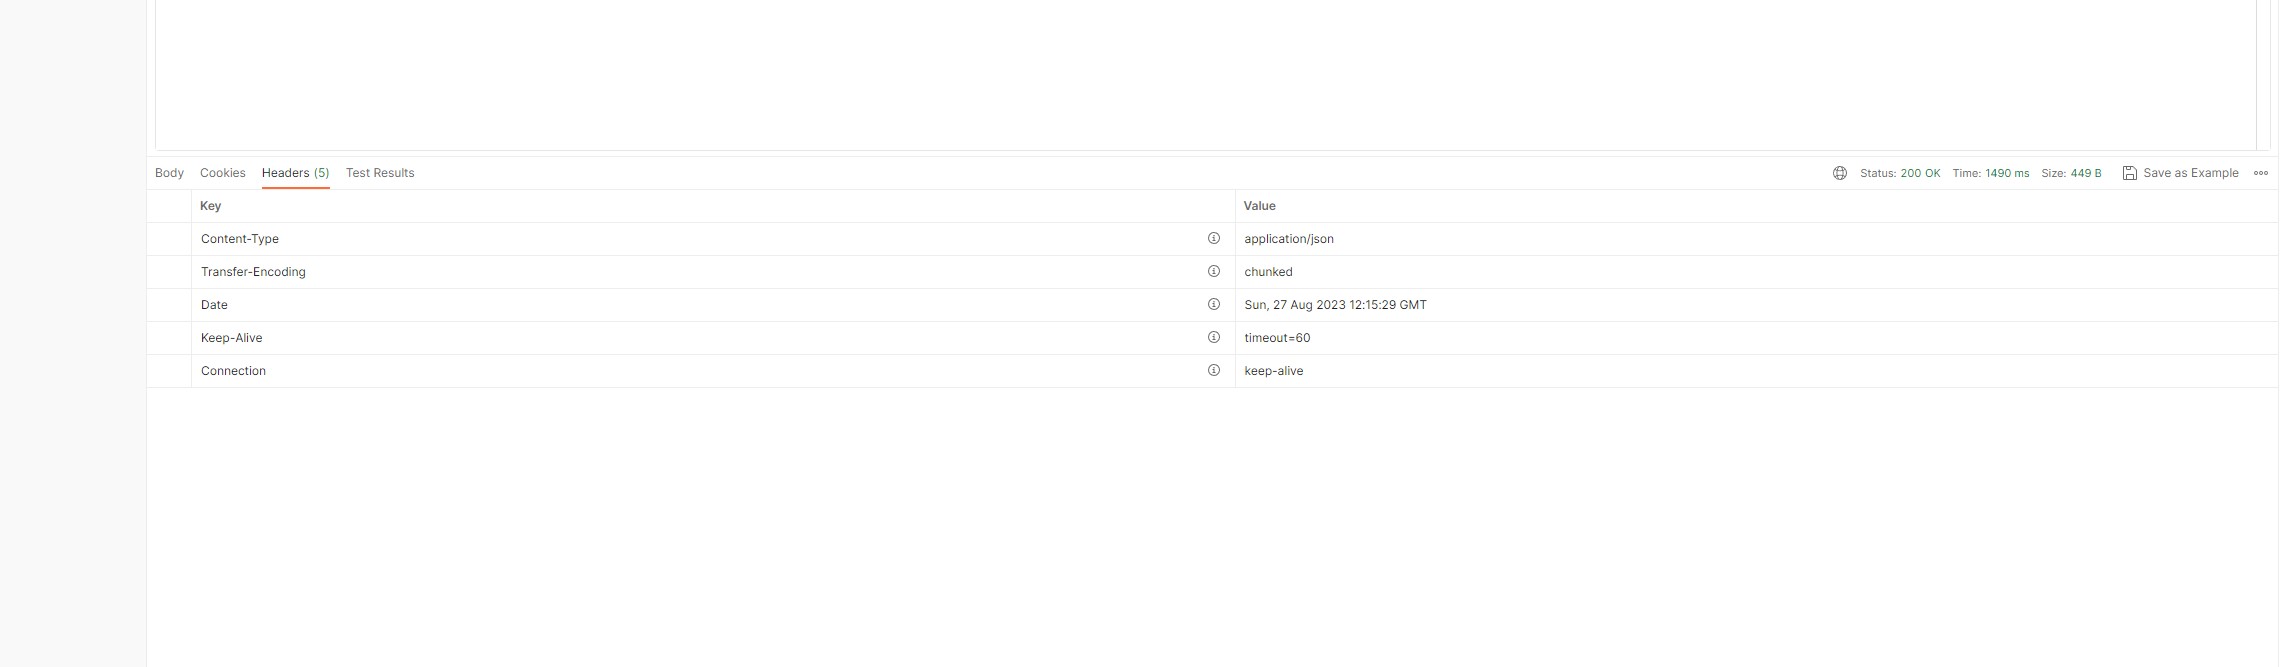 Body Cookies Headers (5) Test Results Status: 200 OK Time: 1490 ms Size: 449 B Save as Example
Key Value
Content-Type application/json
Transfer-Encoding chunked
Date Sun, 27 Aug 2023 12:15:29 GMT
Keep-Alive timeout=60
Connection keep-alive